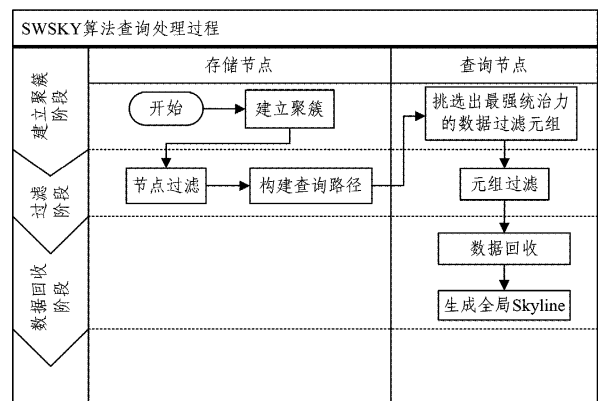 SWSKY算法查询处理过程
存储节点
查询节点
建立聚簇
阶段
开始
建立聚簇
挑选出最强统治力
的数据过滤元组
过滤
阶段
节点过滤
构建查询路径
元组过滤
数据回收
阶段
数据回收
生成全局Skyline